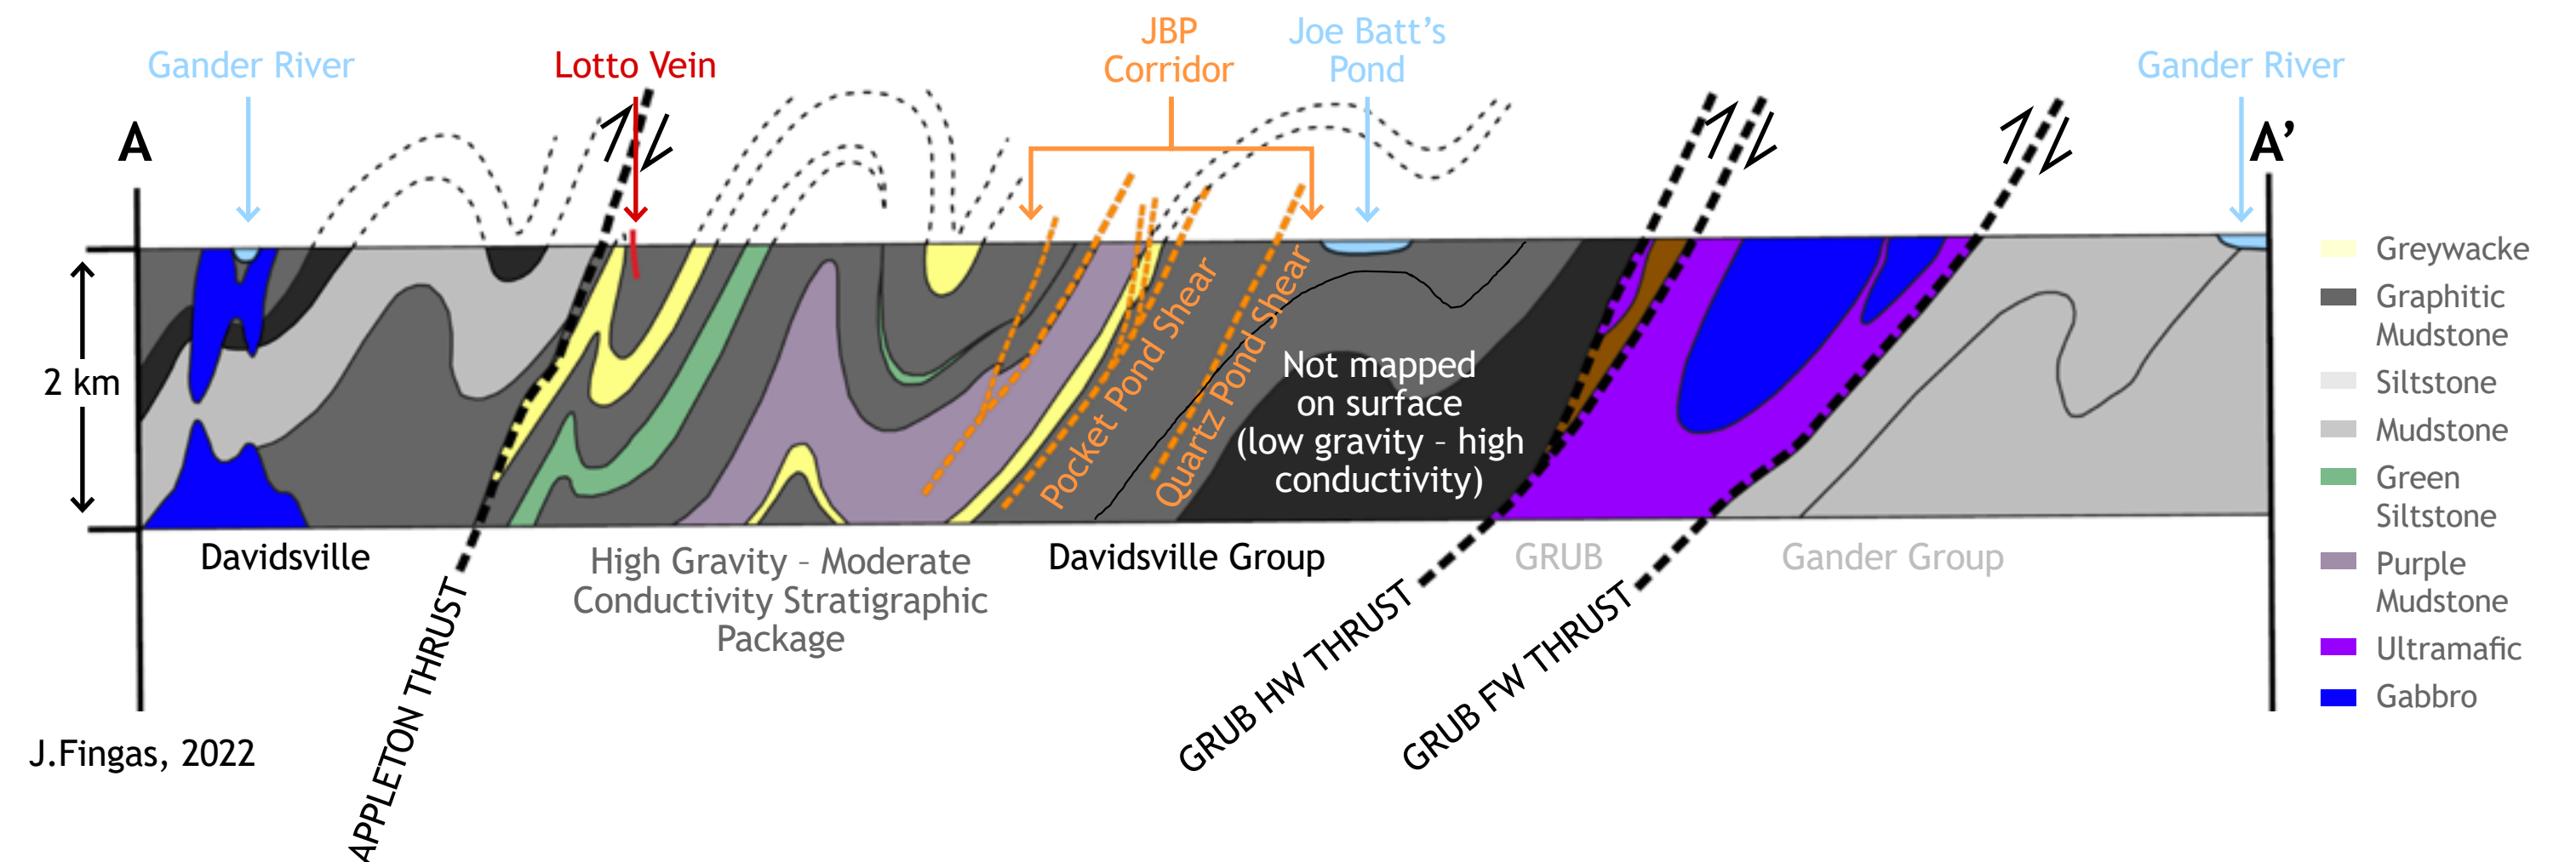 Gander River
Lotto Vein
JBP
Corridor
Joe Batt’s
Pond
Gander River
A
A’
2 km
Pocket Pond Shear
Quartz Pond Shear
Not mapped
on surface
(low gravity – high
conductivity)
Davidsville
High Gravity – Moderate
Conductivity Stratigraphic
Package
Davidsville Group
GRUB
Gander Group
APPLETON THRUST
GRUB HW THRUST
GRUB FW THRUST
J.Fingas, 2022
Greywacke
Graphitic
Mudstone
Siltstone
Mudstone
Green
Siltstone
Purple
Mudstone
Ultramafic
Gabbro